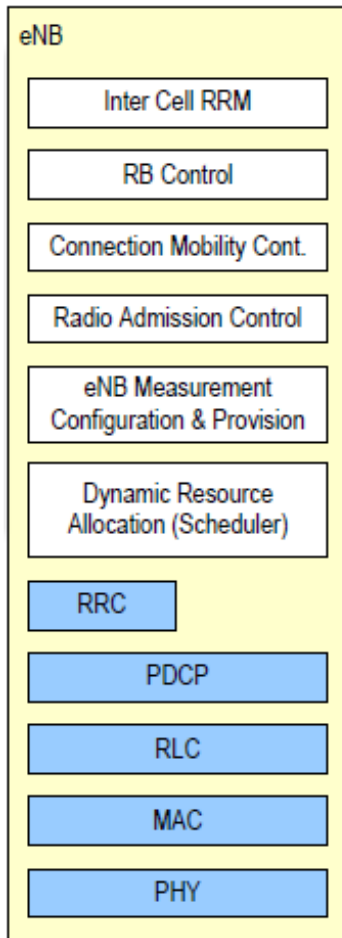 eNB
Inter Cell RRM
RB Control
Connection Mobility Cont.
Radio Admission Control
eNB Measurement
Configuration & Provision
Dynamic Resource
Allocation (Scheduler)
RRC
PDCP
RLC
MAC
PHY